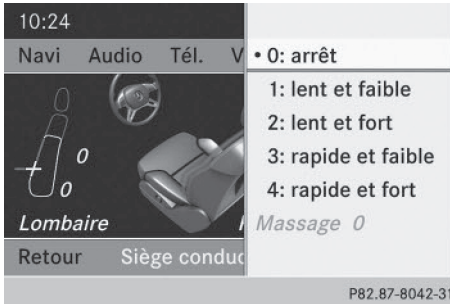 10:24
Navi Audio Tél. V
• 0: arrêt
1: lent et faible
2: lent et fort
3: rapide et faible
4: rapide et fort
Massage 0
0
0
Lombaire
Retour Siège conduc
P82.87-8042-31